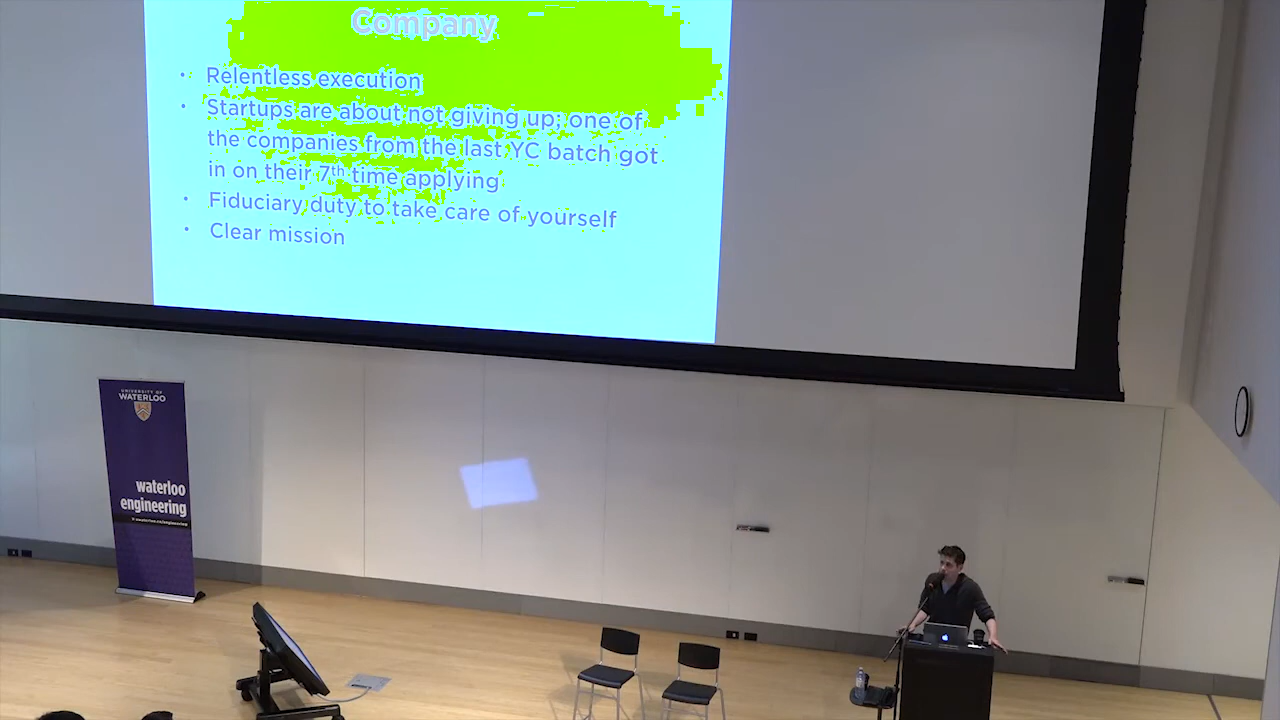 Company
• Relentless execution
• Startups are about not giving up; one of
the companies from the last YC batch got
in on their 7th time applying
• Fiduciary duty to take care of yourself
• Clear mission
UNIVERSITY OF
WATERLOO
waterloo
engineering